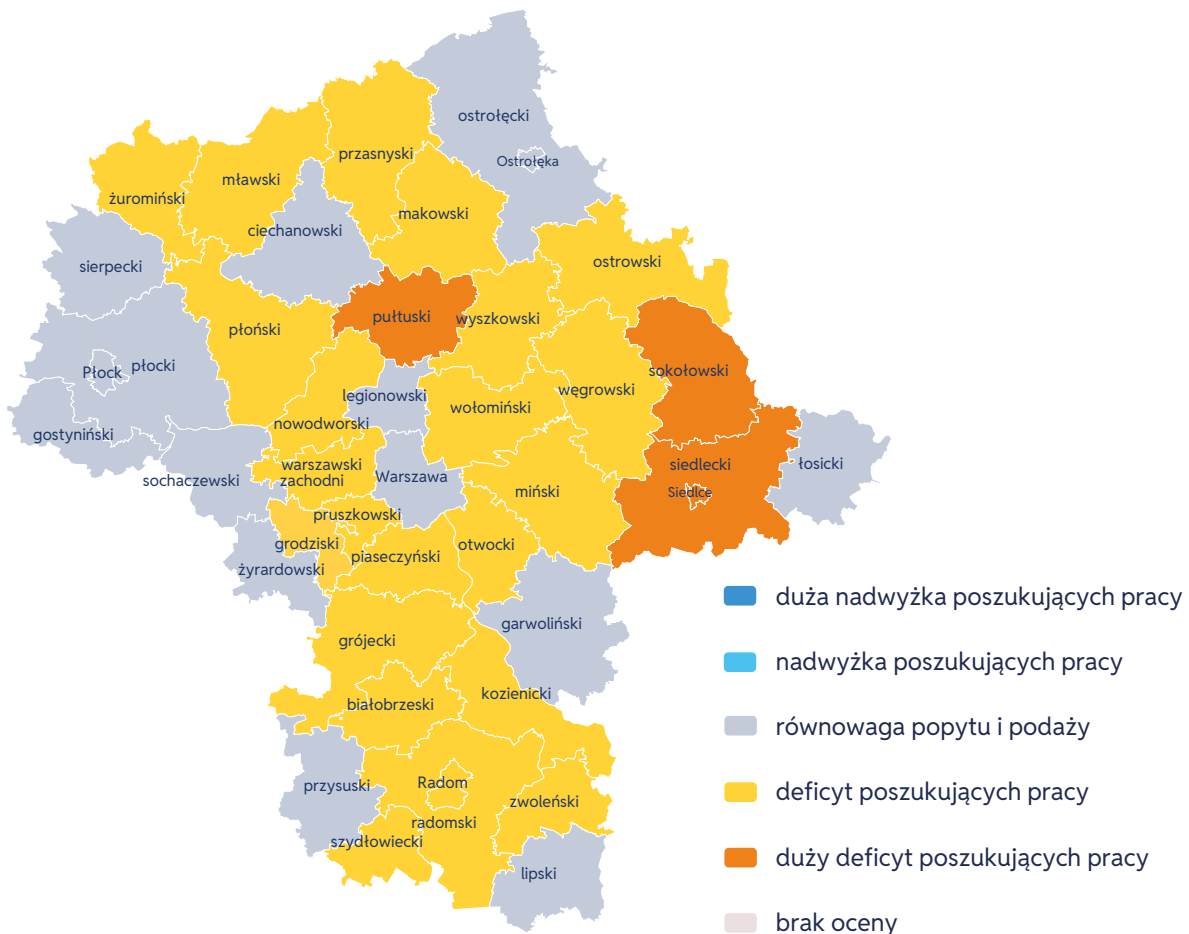 ostrołęcki
Ostrołęka
przasnyski
mławski
żuromiński
makowski
ciechanowski
sierpecki
ostrowski
pułtuski
wyszkowski
płoński
płocki
Płock
sokołowski
węgrowski
legionowski
wołomiński
nowodworski
gostyniński
warszawski
zachodni
siedlecki
łosicki
sochaczewski
Warszawa
miński
Siedlce
pruszkowski
grodziski
piaseczyński
otwocki
żyrardowski
garwoliński
grójecki
kozienicki
białobrzeski
przysuski
Radom
zwoleński
radomski
szydłowiecki
lipski
duża nadwyżka poszukujących pracy
nadwyżka poszukujących pracy
równowaga popytu i podaży
deficyt poszukujących pracy
duży deficyt poszukujących pracy
brak oceny